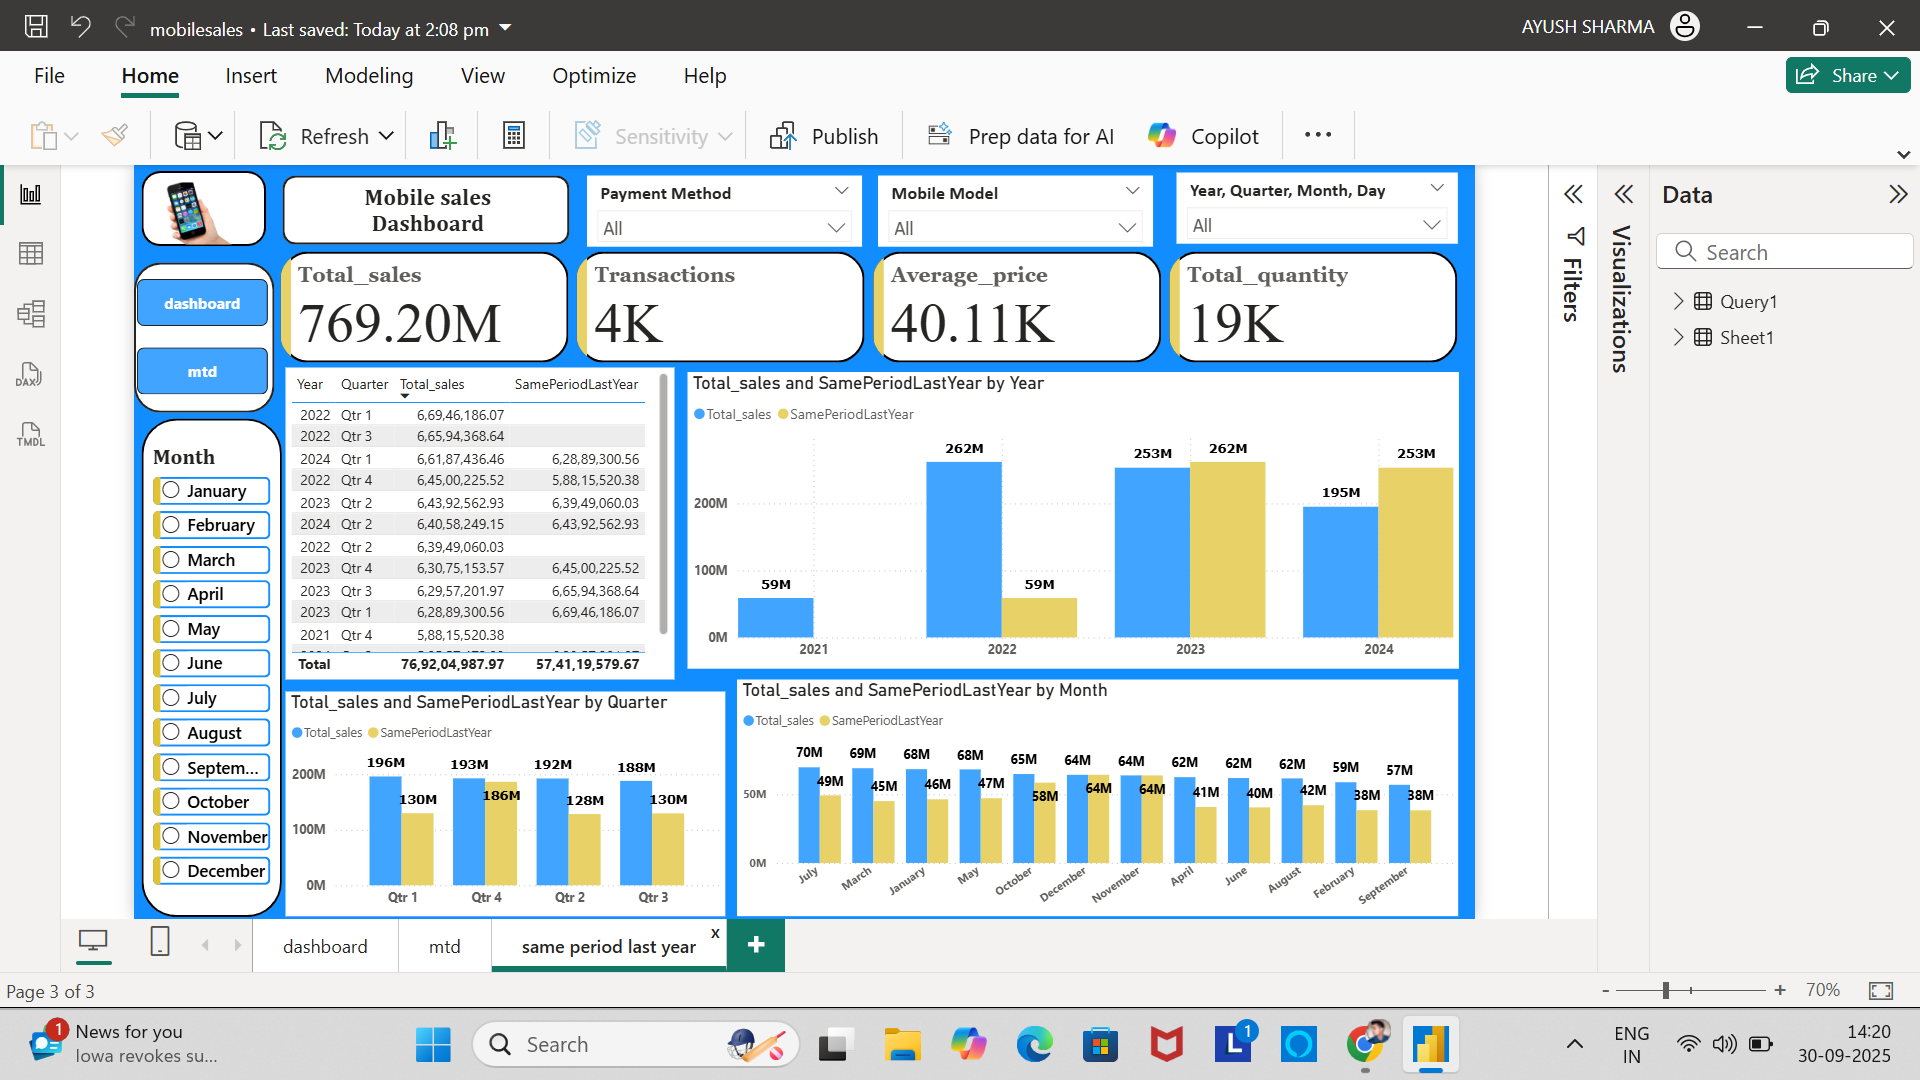 mobilesales • Last saved: Today at 2:08 pm
AYUSH SHARMA
File Home Insert Modeling View Optimize Help
Share
Refresh
Sensitivity
Publish
Prep data for AI
Copilot
Mobile sales
Dashboard
Payment Method
All
Mobile Model
All
Year, Quarter, Month, Day
All
Total_sales
769.20M
Transactions
4K
Average_price
40.11K
Total_quantity
19K
dashboard
mtd
Month
January
February
March
April
May
June
July
August
Septem...
October
November
December
Year Quarter Total_sales SamePeriodLastYear
2022 Qtr 1 6,69,46,186.07
2022 Qtr 3 6,65,94,368.64
2024 Qtr 1 6,61,87,436.46 6,28,89,300.56
2022 Qtr 4 6,45,00,225.52 5,88,15,520.38
2023 Qtr 2 6,43,92,562.93 6,39,49,060.03
2024 Qtr 2 6,40,58,249.15 6,43,92,562.93
2022 Qtr 2 6,39,49,060.03
2023 Qtr 4 6,30,75,153.57 6,45,00,225.52
2023 Qtr 3 6,29,57,201.97 6,65,94,368.64
2023 Qtr 1 6,28,89,300.56 6,69,46,186.07
2021 Qtr 4 5,88,15,520.38
Total 76,92,04,987.97 57,41,19,579.67
Total_sales and SamePeriodLastYear by Year
Total_sales SamePeriodLastYear
200M
100M
0M
59M
262M
59M
253M
262M
195M
253M
2021 2022 2023 2024
Total_sales and SamePeriodLastYear by Quarter
Total_sales SamePeriodLastYear
200M
100M
0M
196M 130M
193M 186M
192M 128M
188M 130M
Qtr 1 Qtr 4 Qtr 2 Qtr 3
Total_sales and SamePeriodLastYear by Month
Total_sales SamePeriodLastYear
50M
0M
70M 49M
69M 45M
68M 46M
68M 47M
65M 58M
64M 64M
64M 64M
62M 41M
62M 40M
62M 42M
59M 38M
57M 38M
July March January May October December November April June August February September
Filters
Visualizations
Data
Search
Query1
Sheet1
DAX
TMDL
dashboard
mtd
same period last year
x
+
Page 3 of 3
- + 70%
1
News for you
Iowa revokes su...
Search
L
1
ENG
IN
14:20
30-09-2025